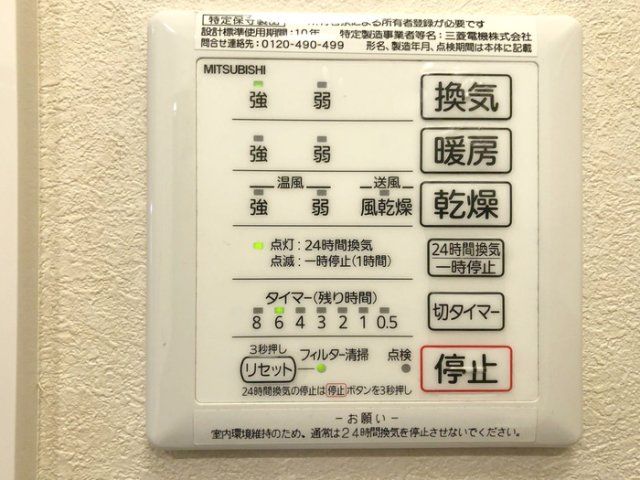 特定保守製品 所有者による所有者登録が必要です
設計標準使用期間:10年 特定製造事業者等名:三菱電機株式会社
問合せ連絡先:0120-490-499 形名、製造年月、点検期間は本体に記載
MITSUBISHI
強 弱 換気
強 弱 暖房
温風 送風
強 弱 風乾燥 乾燥
点灯:24時間換気
点滅:一時停止(1時間)
24時間換気
一時停止
タイマー(残り時間)
8 6 4 3 2 1 0.5
切タイマー
3秒押し
リセット フィルター清掃 点検
停止
24時間換気の停止は停止ボタンを3秒押し
-お願い-
室内環境維持のため、通常は24時間換気を停止させないでください。